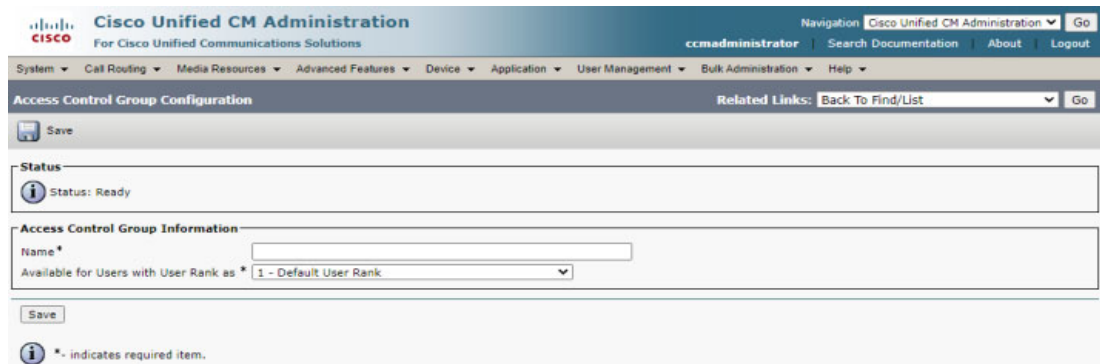 Cisco Unified CM Administration
Navigation Cisco Unified CM Administration Go
CISCO
For Cisco Unified Communications Solutions
ccmadministrator | Search Documentation | About | Logout
System Call Routing Media Resources Advanced Features Device Application User Management Bulk Administration Help
Access Control Group Configuration
Related Links: Back To Find/List Go
Save
Status
Status: Ready
Access Control Group Information
Name*
Available for Users with User Rank as * 1 - Default User Rank
Save
*- indicates required item.